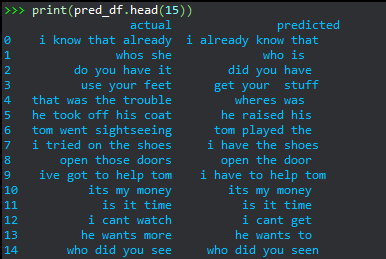 >>> print(pred_df.head(15))
actual predicted
0 i know that already i already know that
1 whos she who is
2 do you have it did you have
3 use your feet get your  stuff
4 that was the trouble wheres was
5 he took off his coat he raised his
6 tom went sightseeing tom played the
7 i tried on the shoes i have the shoes
8 open those doors open the door
9 ive got to help tom i have to help tom
10 its my money its my money
11 is it time is it time
12 i cant watch i cant get
13 he wants more he wants to
14 who did you see who did you seen